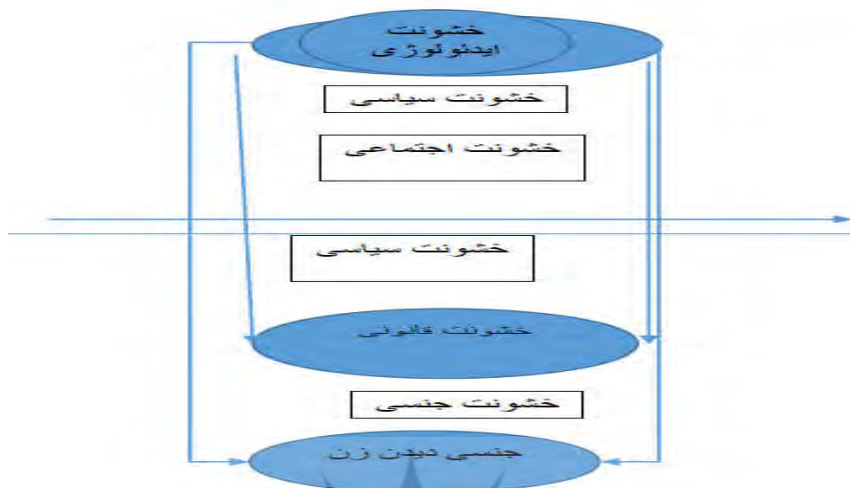 خشونت
ایدئولوژی
خشونت سیاسی
خشونت اجتماعی
خشونت سیاسی
خشونت قانونی
خشونت جنسی
جنسی دیدن زن